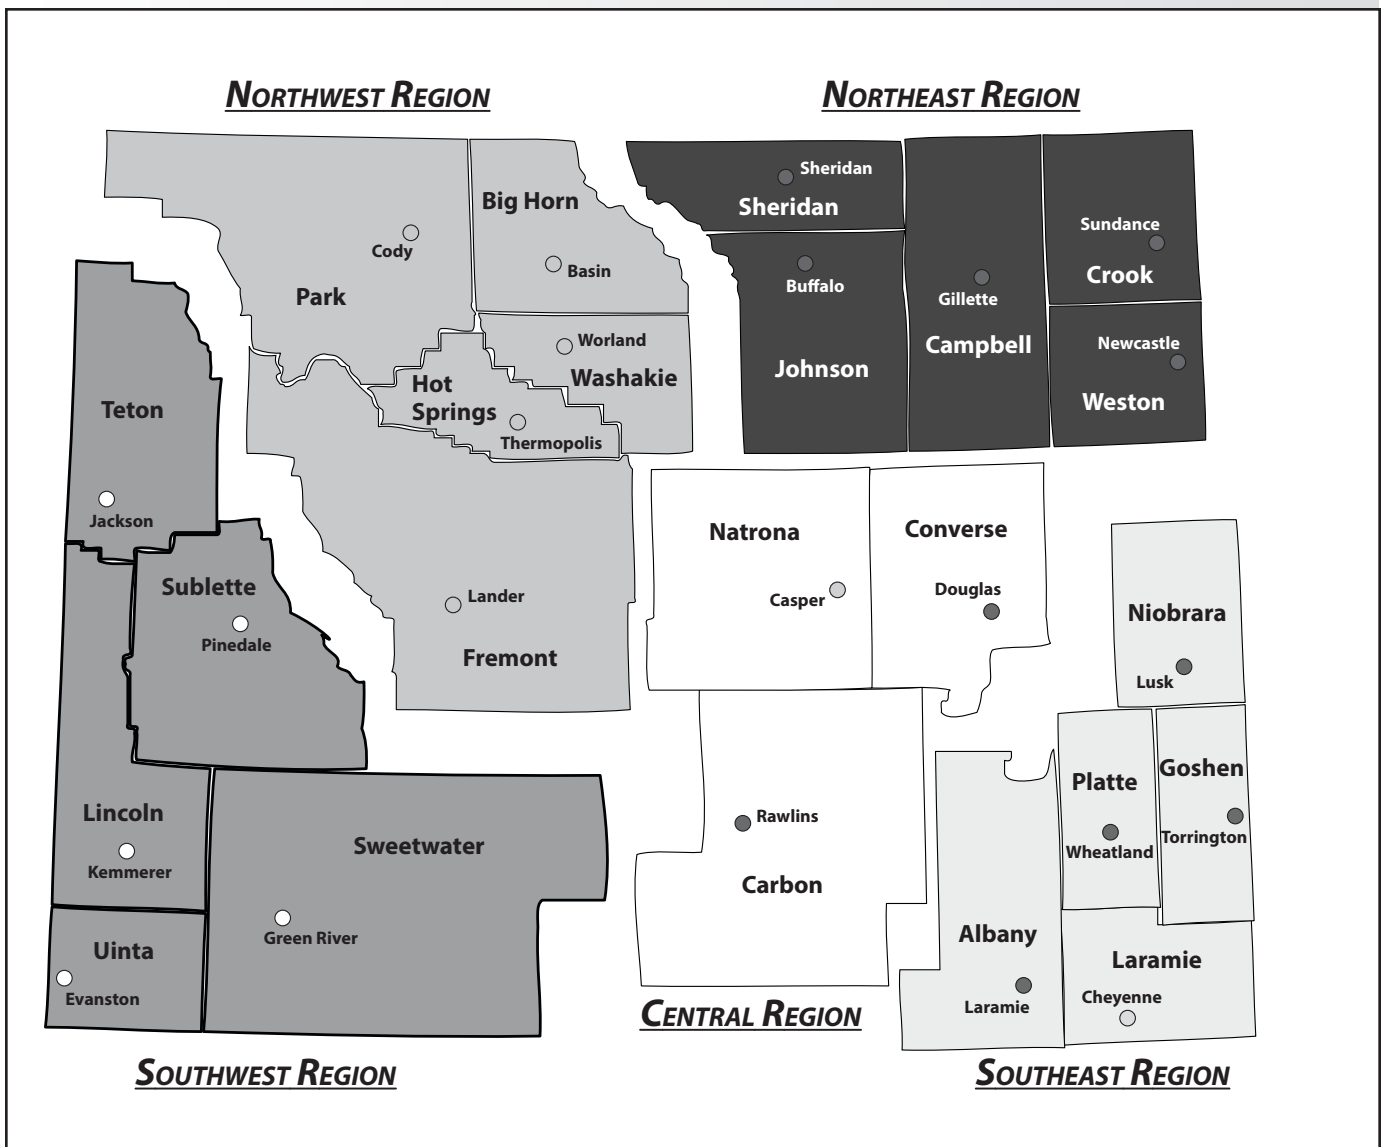 NORTHWEST REGION
NORTHEAST REGION
Sheridan
Sheridan
Big Horn
Sundance
Cody
Basin
Crook
Buffalo
Park
Gillette
Worland
Campbell
Newcastle
Johnson
Washakie
Hot
Springs
Weston
Teton
Thermopolis
Jackson
Natrona
Converse
Sublette
Lander
Casper
Douglas
Niobrara
Pinedale
Fremont
Lusk
Goshen
Platte
Lincoln
Rawlins
Torrington
Sweetwater
Wheatland
Kemmerer
Carbon
Green River
Albany
Uinta
Laramie
Evanston
Laramie
Cheyenne
CENTRAL REGION
SOUTHWEST REGION
SOUTHEAST REGION